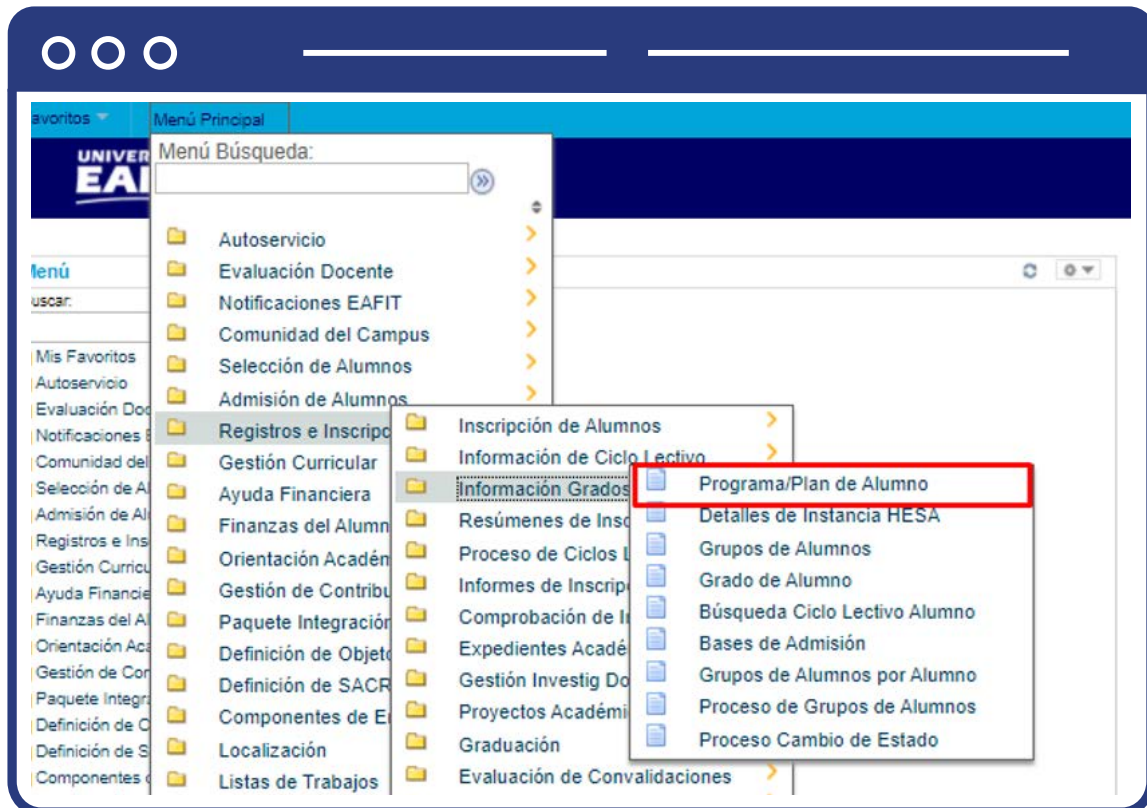 avoritos
Menú Principal
UNIVER
EAI
Menú Búsqueda:
Autoservicio
Evaluación Docente
Notificaciones EAFIT
Comunidad del Campus
Selección de Alumnos
Admisión de Alumnos
Registros e Inscripc
Gestión Curricular
Ayuda Financiera
Finanzas del Alumn
Orientación Académ
Gestión de Contribu
Paquete Integración
Definición de Objeto
Definición de SACR
Componentes de E
Localización
Listas de Trabajos
Menú
uscar:
Mis Favoritos
Autoservicio
Evaluación Doc
Notificaciones E
Comunidad del
Selección de Al
Admisión de Al
Registros e Ins
Gestión Curricu
Ayuda Financie
Finanzas del Al
Orientación Aca
Gestión de Con
Paquete Integra
Definición de O
Definición de S
Componentes d
Inscripción de Alumnos
Información de Ciclo Lectivo
Información Grados
Resúmenes de Insc
Proceso de Ciclos L
Informes de Inscrip
Comprobación de I
Expedientes Acadé
Gestión Investig Do
Proyectos Académi
Graduación
Evaluación de Convalidaciones
Programa/Plan de Alumno
Detalles de Instancia HESA
Grupos de Alumnos
Grado de Alumno
Búsqueda Ciclo Lectivo Alumno
Bases de Admisión
Grupos de Alumnos por Alumno
Proceso de Grupos de Alumnos
Proceso Cambio de Estado